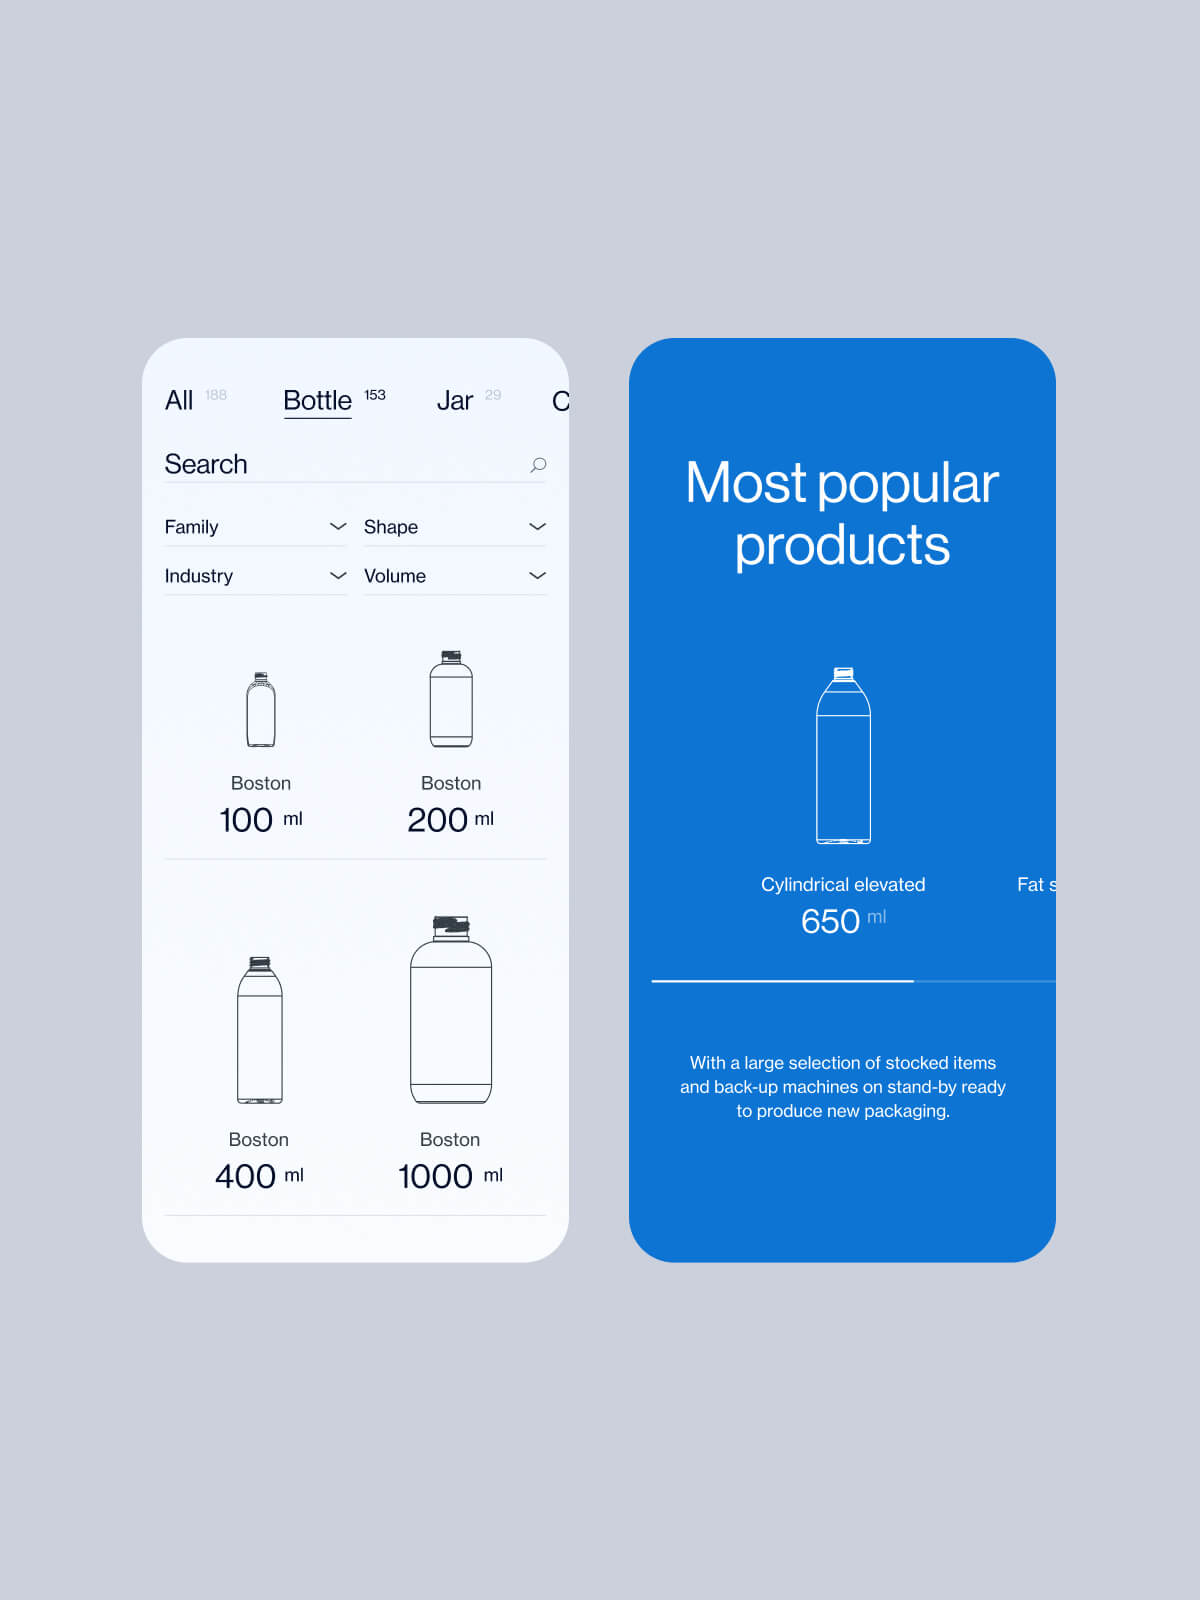 All 188 Bottle 153 Jar 29 C
Search
Family Shape
Industry Volume
Boston Boston
100 ml 200 ml
Boston Boston
400 ml 1000 ml
Most popular
products
Cylindrical elevated Fat s
650 ml
With a large selection of stocked items
and back-up machines on stand-by ready
to produce new packaging.